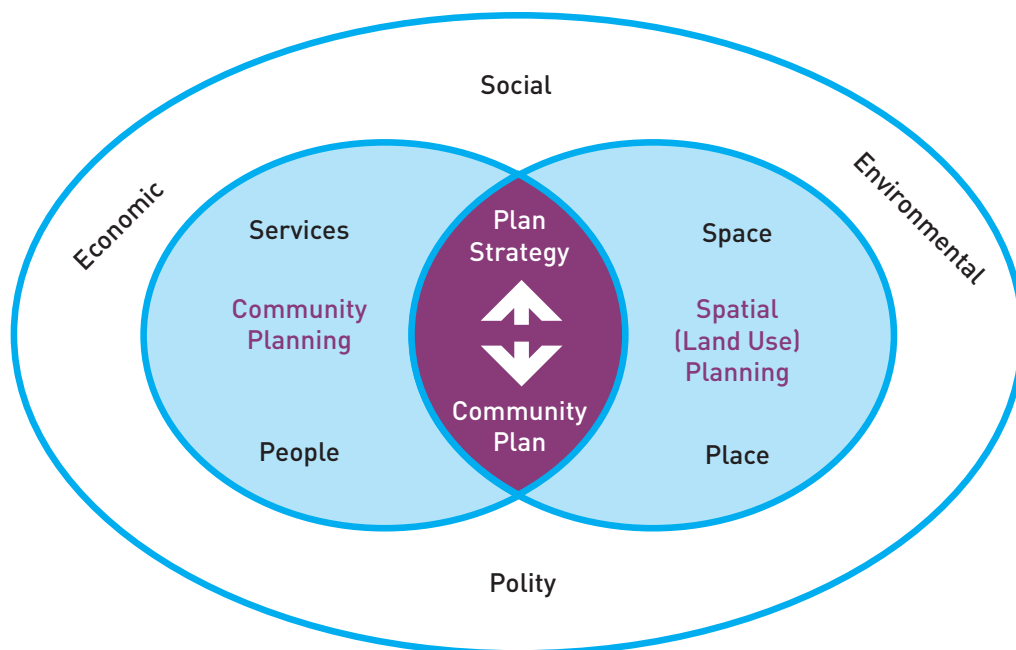 Social
Economic
Environmental
Services
Community
Planning
People
Plan
Strategy
Community
Plan
Space
Spatial
(Land Use)
Planning
Place
Polity